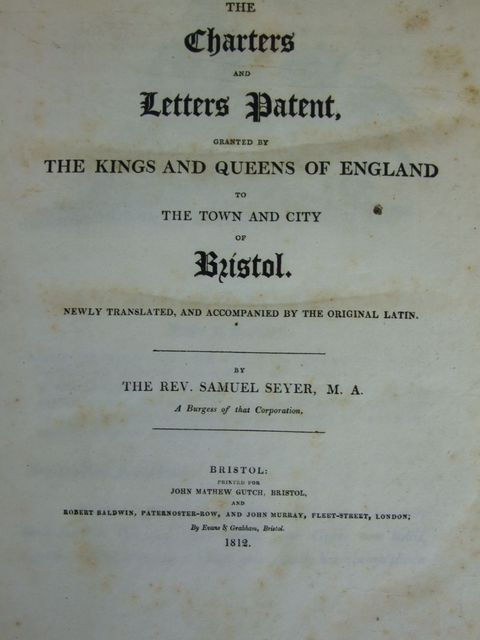 THE
Charters
AND
Letters Patent,
GRANTED BY
THE KINGS AND QUEENS OF ENGLAND
TO
THE TOWN AND CITY
OF
Bristol.
NEWLY TRANSLATED, AND ACCOMPANIED BY THE ORIGINAL LATIN.
BY
THE REV. SAMUEL SEYER, M. A.
A Burgess of that Corporation.
BRISTOL:
PRINTED FOR
JOHN MATHEW GUTCH, BRISTOL,
AND
ROBERT BALDWIN, PATERNOSTER-ROW, AND JOHN MURRAY, FLEET-STREET, LONDON;
By Evans & Grabham, Bristol.
1812.